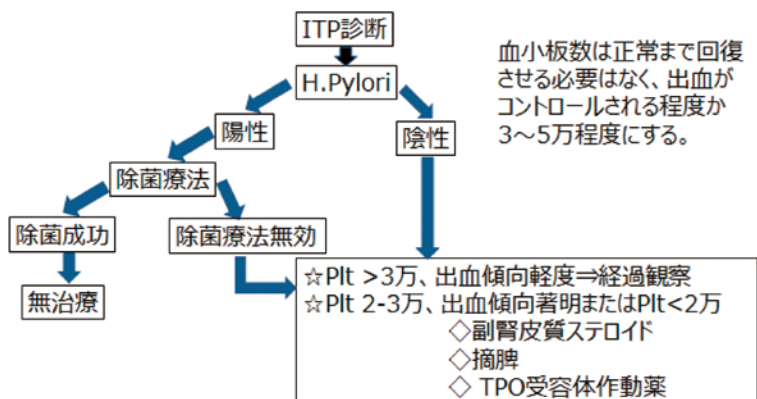 ITP診断
血小板数は正常まで回復
させる必要はなく、出血が
コントロールされる程度か
3～5万程度にする。
H.Pylori
陽性
陰性
除菌療法
除菌成功
除菌療法無効
無治療
☆Plt >3万、出血傾向軽度⇒経過観察
☆Plt 2-3万、出血傾向著明またはPlt<2万
◇副腎皮質ステロイド
◇摘脾
◇ TPO受容体作動薬